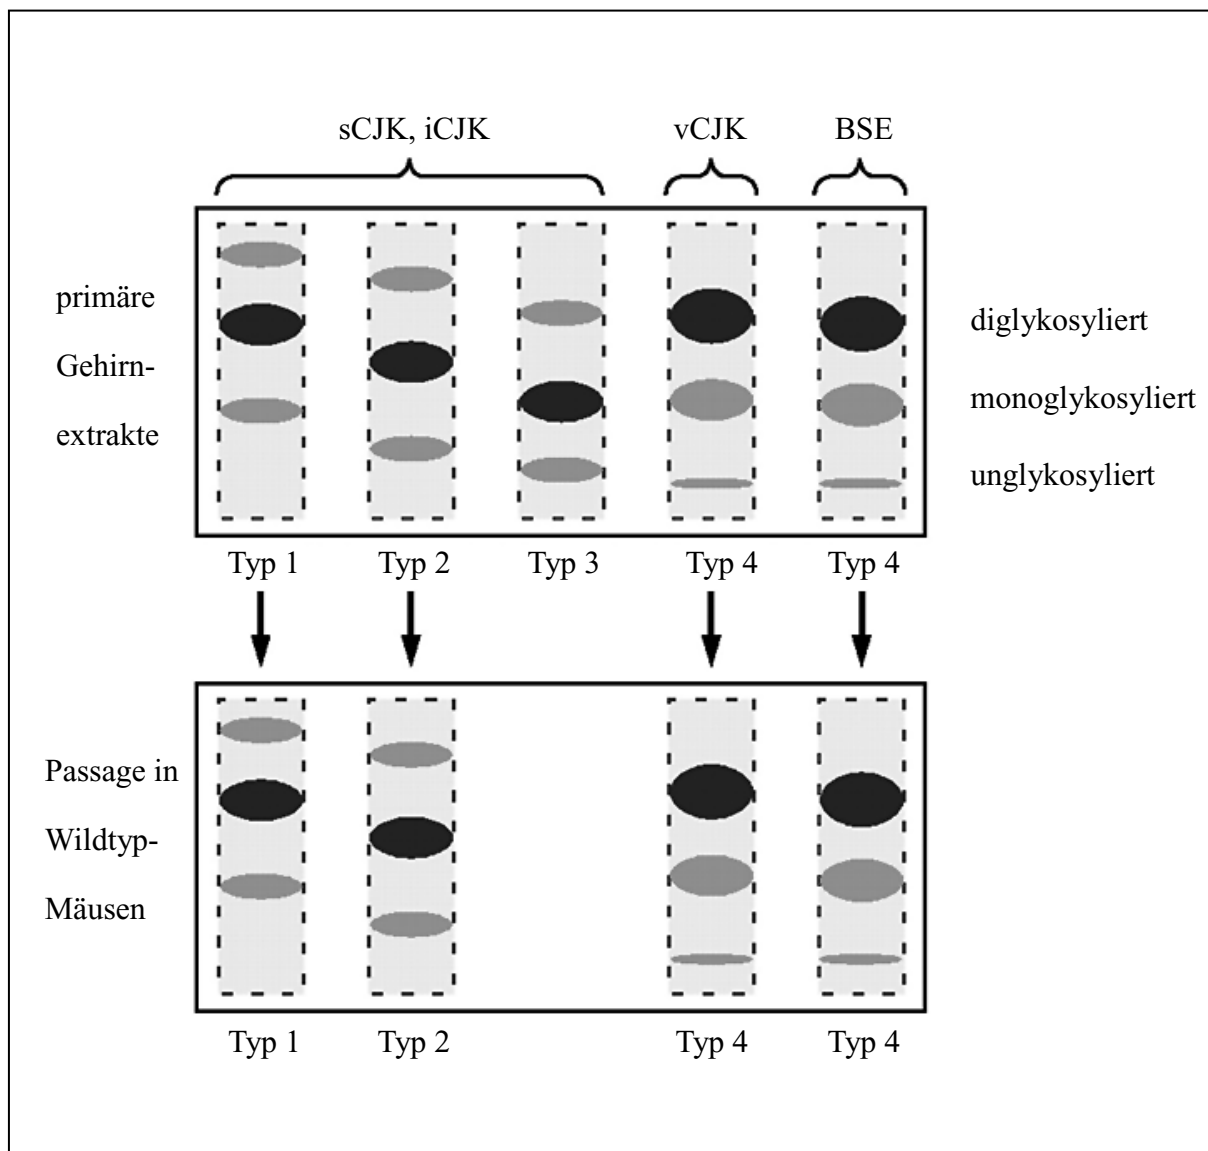 sCJK, iCJK
vCJK
BSE
primäre
Gehirn-
extrakte
diglykosyliert
monoglykosyliert
unglykosyliert
Typ 1
Typ 2
Typ 3
Typ 4
Typ 4
Passage in
Wildtyp-
Mäusen
Typ 1
Typ 2
Typ 4
Typ 4